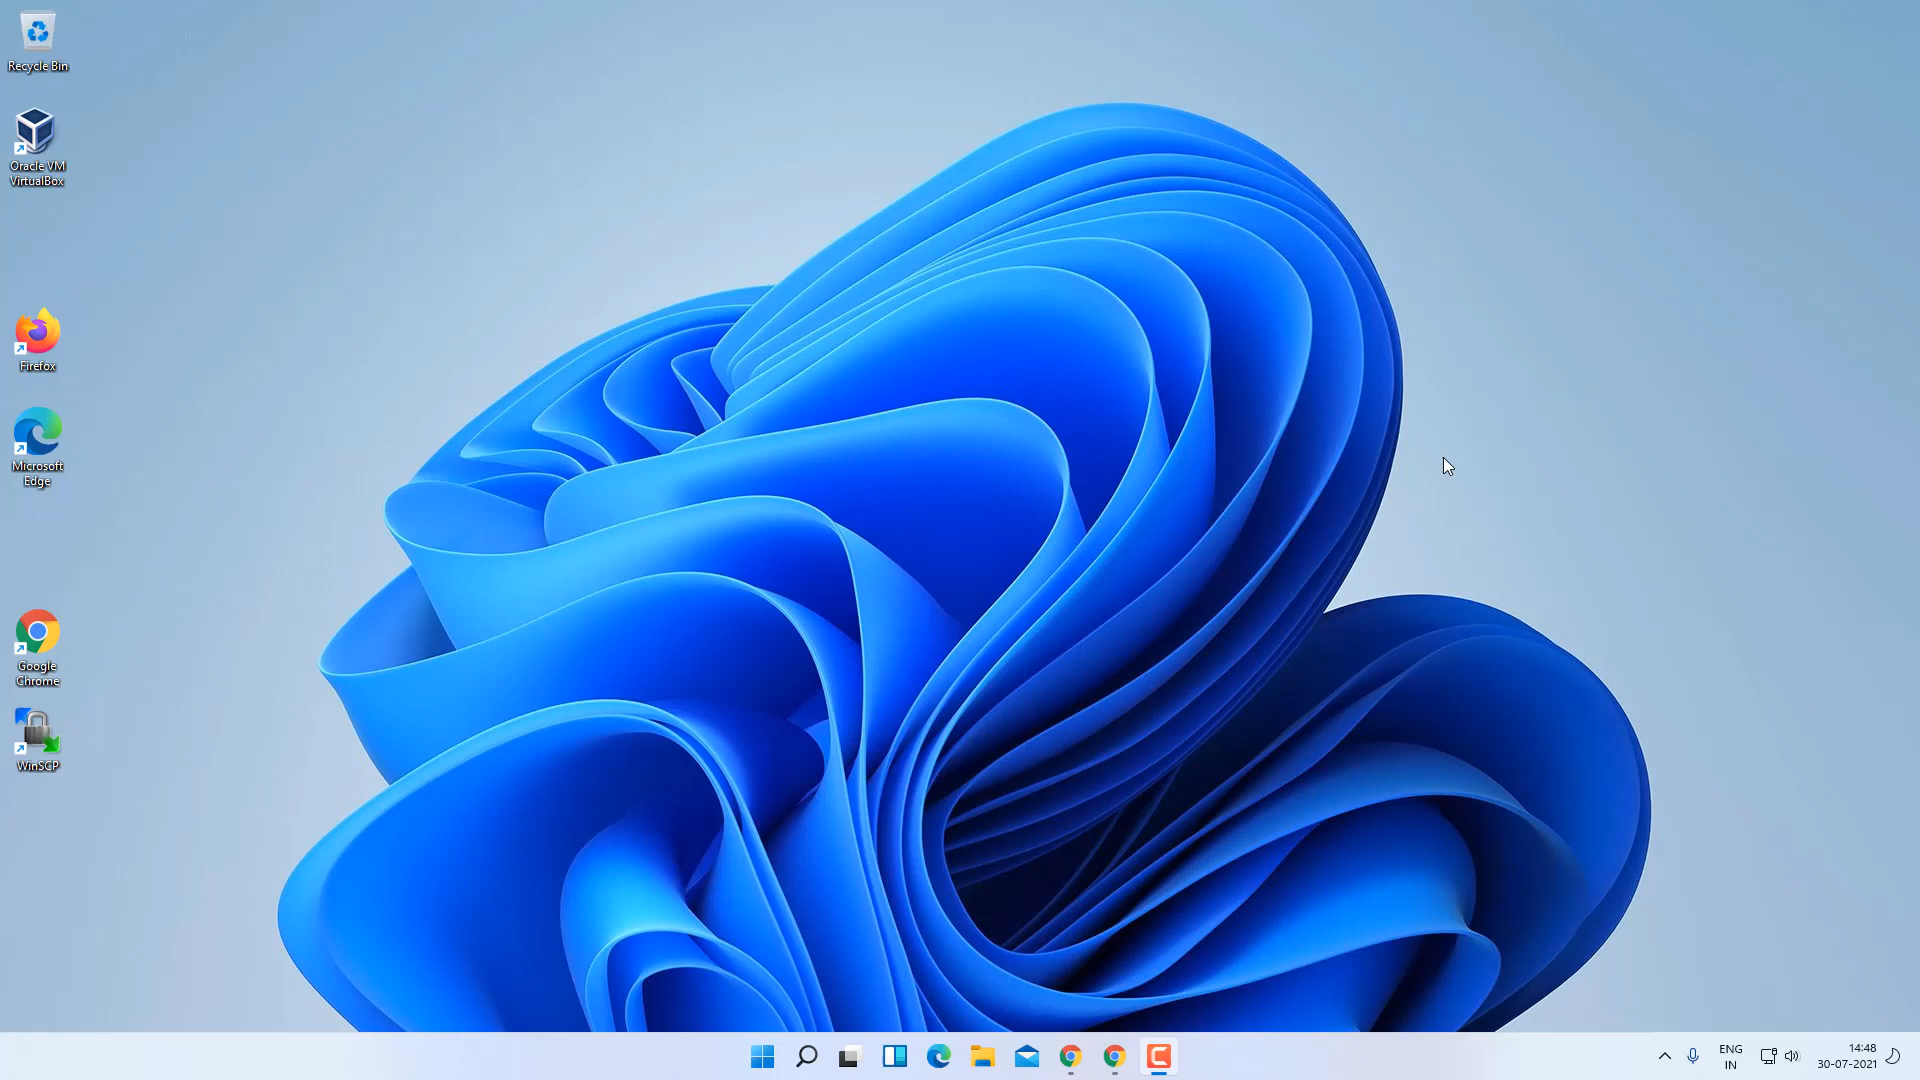 Recycle Bin
Oracle VM
VirtualBox
Firefox
Microsoft
Edge
Google
Chrome
WinSCP
ENG
IN
14:48
30-07-2021